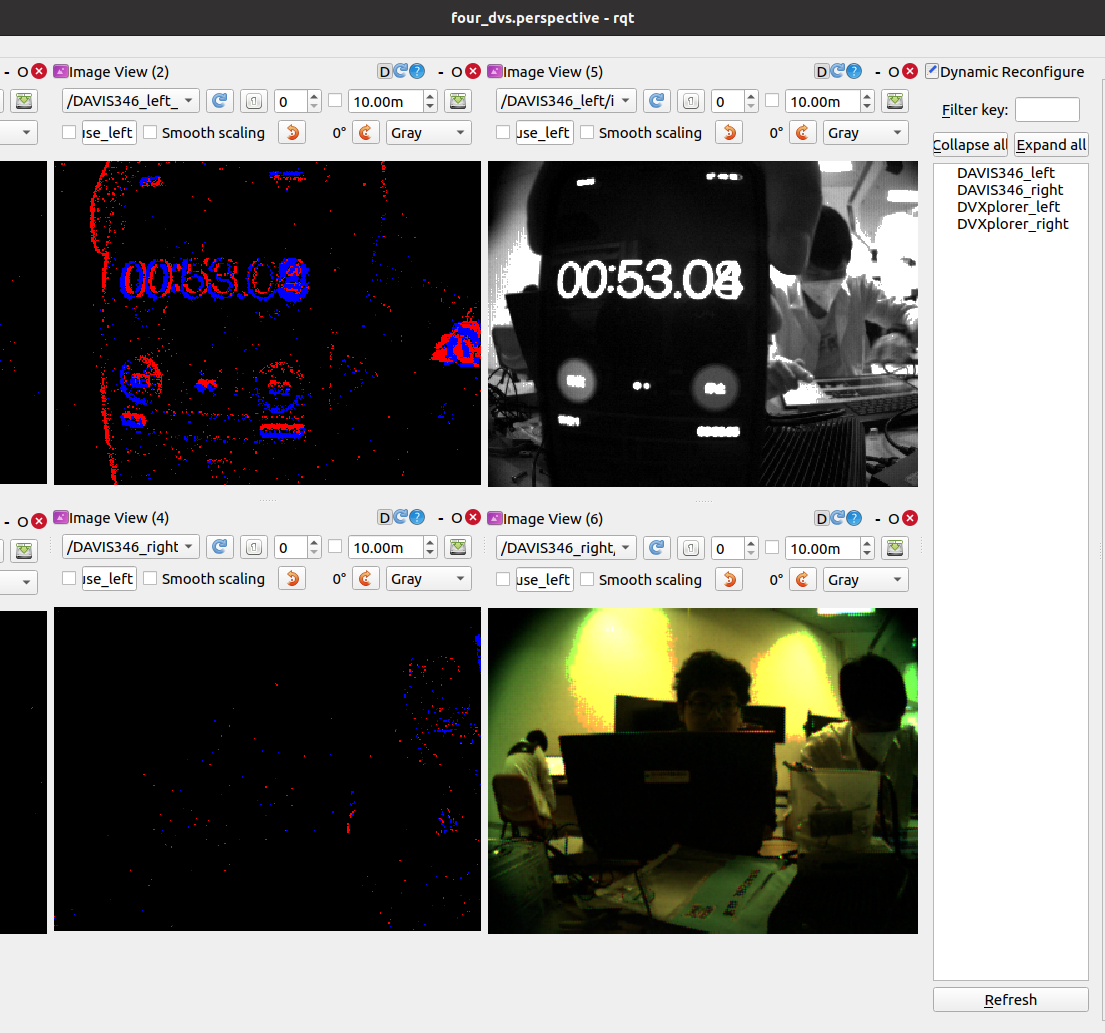 four_dvs.perspective - rqt
- O Image View (2) D - O Image View (5) D - O Dynamic Reconfigure
/DAVIS346_left_ 0 10.00m /DAVIS346_left/i 0 10.00m Filter key:
use_left Smooth scaling 0° Gray use_left Smooth scaling 0° Gray Collapse all Expand all
DAVIS346_left
DAVIS346_right
DVXplorer_left
DVXplorer_right
00:53.0
00:53.0
- O Image View (4) D - O Image View (6) D - O
/DAVIS346_right 0 10.00m /DAVIS346_right, 0 10.00m
use_left Smooth scaling 0° Gray use_left Smooth scaling 0° Gray
Refresh